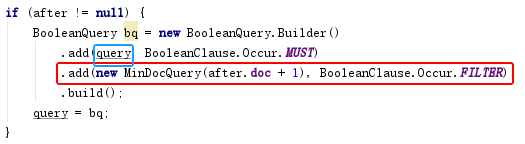 if (after != null) {
BooleanQuery bq = new BooleanQuery.Builder()
.add(query BooleanClause.Occur.MUST)
.add(new MinDocQuery(after.doc + 1), BooleanClause.Occur.FILTER)
.build();
query = bq;
}